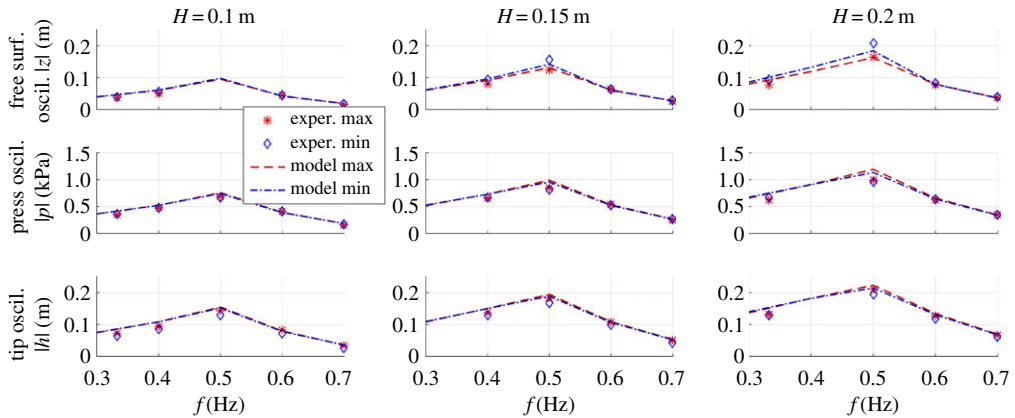 H = 0.1 m
H = 0.15 m
H = 0.2 m
free surf.
oscil. |z| (m)
0.2
0.1
0
0.2
0.1
0
0.2
0.1
0
exper. max
exper. min
model max
model min
press oscil.
|p| (kPa)
1.5
1.0
0.5
0
1.5
1.0
0.5
0
1.5
1.0
0.5
0
tip oscil.
|h| (m)
0.2
0.1
0
0.2
0.1
0
0.2
0.1
0
0.3 0.4 0.5 0.6 0.7
0.3 0.4 0.5 0.6 0.7
0.3 0.4 0.5 0.6 0.7
f (Hz)
f (Hz)
f (Hz)